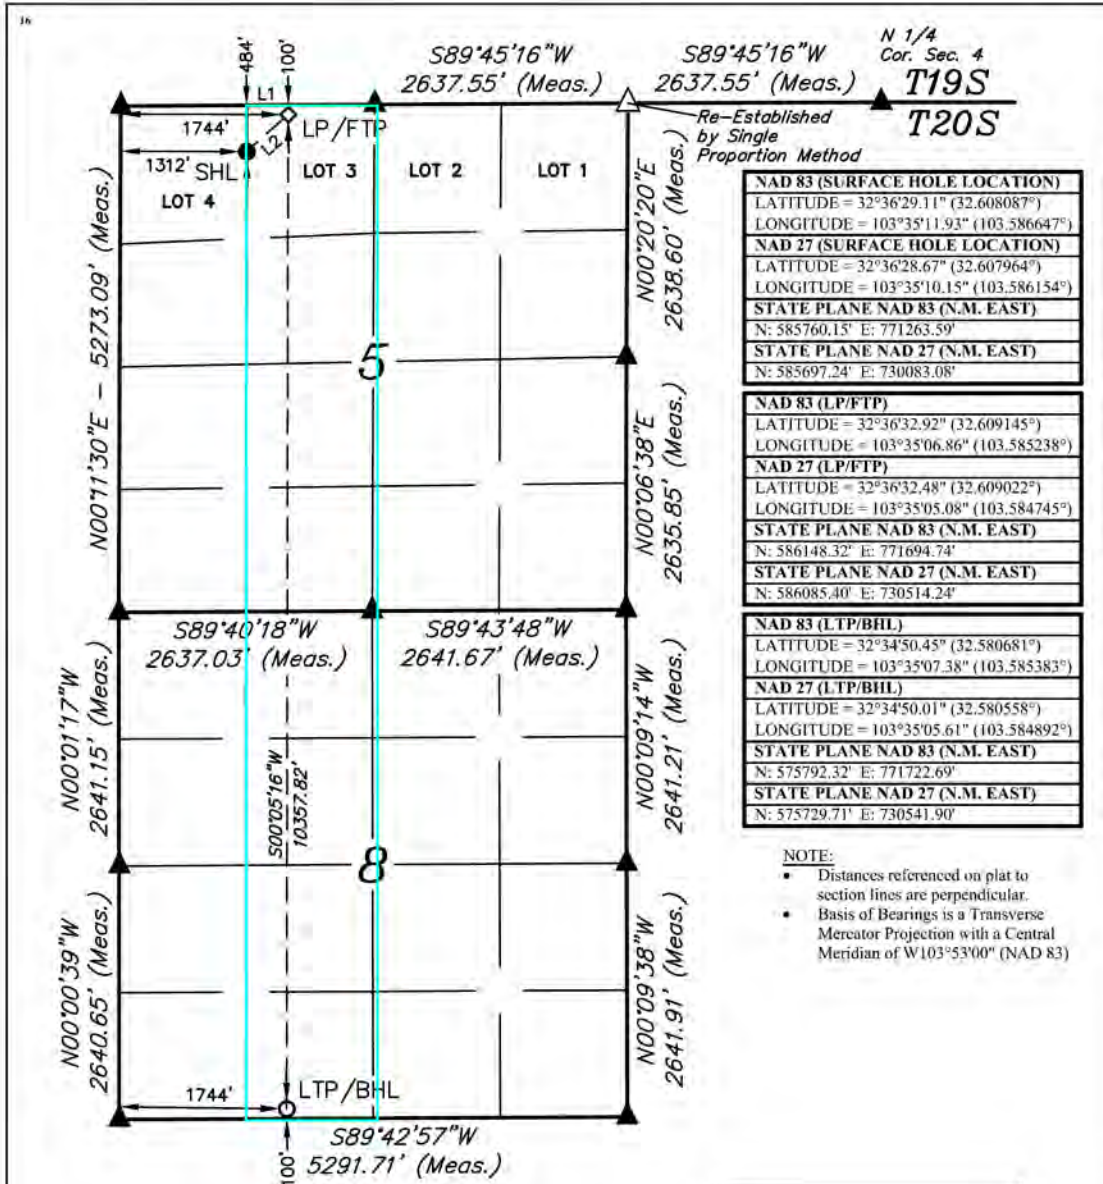 16
N 1/4
Cor. Sec. 4
T19S
T20S
S89°45'16"W
2637.55' (Meas.)
S89°45'16"W
2637.55' (Meas.)
484'
100'
L1
1744'
LP/FTP
L2
1312'
SHL
LOT 4
LOT 3
LOT 2
LOT 1
Re-Established
by Single
Proportion Method
N00°11'30"E - 5273.09' (Meas.)
N00°20'20"E
2638.60' (Meas.)
5
N00°06'38"E
2635.85' (Meas.)
S89°40'18"W
2637.03' (Meas.)
S89°43'48"W
2641.67' (Meas.)
N00°01'17"W
2641.15' (Meas.)
N00°09'14"W
2641.21' (Meas.)
S00°05'16"W
10357.82'
8
N00°00'39"W
2640.65' (Meas.)
N00°09'38"W
2641.91' (Meas.)
1744'
LTP/BHL
S89°42'57"W
5291.71' (Meas.)
100'
NAD 83 (SURFACE HOLE LOCATION)
LATITUDE = 32°36'29.11" (32.608087°)
LONGITUDE = 103°35'11.93" (103.586647°)
NAD 27 (SURFACE HOLE LOCATION)
LATITUDE = 32°36'28.67" (32.607964°)
LONGITUDE = 103°35'10.15" (103.586154°)
STATE PLANE NAD 83 (N.M. EAST)
N: 585760.15' E: 771263.59'
STATE PLANE NAD 27 (N.M. EAST)
N: 585697.24' E: 730083.08'
NAD 83 (LP/FTP)
LATITUDE = 32°36'32.92" (32.609145°)
LONGITUDE = 103°35'06.86" (103.585238°)
NAD 27 (LP/FTP)
LATITUDE = 32°36'32.48" (32.609022°)
LONGITUDE = 103°35'05.08" (103.584745°)
STATE PLANE NAD 83 (N.M. EAST)
N: 586148.32' E: 771694.74'
STATE PLANE NAD 27 (N.M. EAST)
N: 586085.40' E: 730514.24'
NAD 83 (LTP/BHL)
LATITUDE = 32°34'50.45" (32.580681°)
LONGITUDE = 103°35'07.38" (103.585383°)
NAD 27 (LTP/BHL)
LATITUDE = 32°34'50.01" (32.580558°)
LONGITUDE = 103°35'05.61" (103.584892°)
STATE PLANE NAD 83 (N.M. EAST)
N: 575792.32' E: 771722.69'
STATE PLANE NAD 27 (N.M. EAST)
N: 575729.71' E: 730541.90'
NOTE:
• Distances referenced on plat to
section lines are perpendicular.
• Basis of Bearings is a Transverse
Mercator Projection with a Central
Meridian of W103°53'00" (NAD 83)